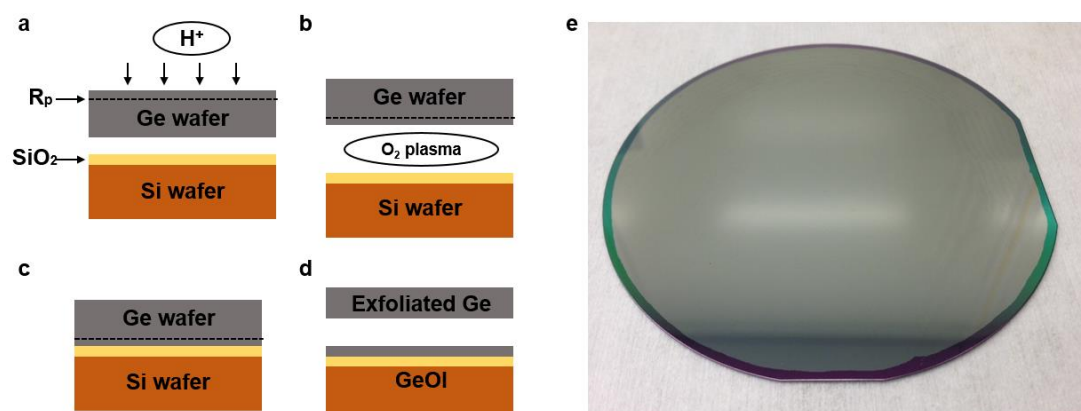 a
H⁺
Rₚ
Ge wafer
SiO₂
Si wafer
b
Ge wafer
O₂ plasma
Si wafer
c
Ge wafer
Si wafer
d
Exfoliated Ge
GeOI
e